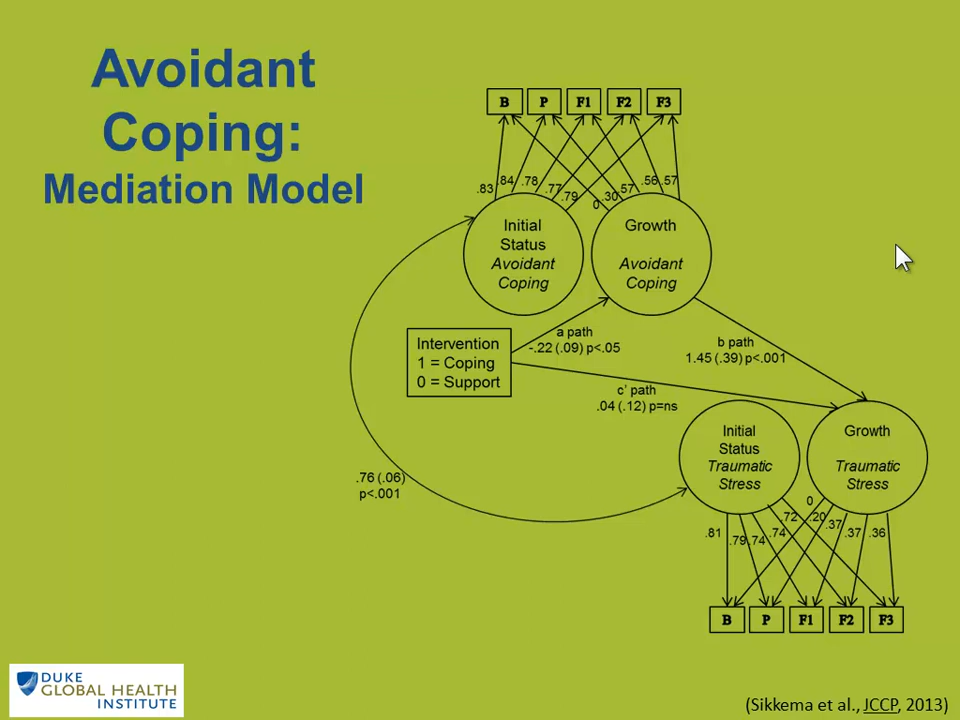 Avoidant
Coping:
Mediation Model
B P F1 F2 F3
.83 .84 .78 .77 .79 0 .30 .57 .56 .57
Initial
Status
Avoidant
Coping
Growth
Avoidant
Coping
Intervention
1 = Coping
0 = Support
a path
-.22 (.09) p<.05
b path
1.45 (.39) p<.001
c’ path
.04 (.12) p=ns
Initial
Status
Traumatic
Stress
Growth
Traumatic
Stress
.76 (.06)
p<.001
.81 .79 .74 .74 .72 0 .20 .37 .37 .36
B P F1 F2 F3
DUKE
GLOBAL HEALTH
INSTITUTE
(Sikkema et al., JCCP, 2013)